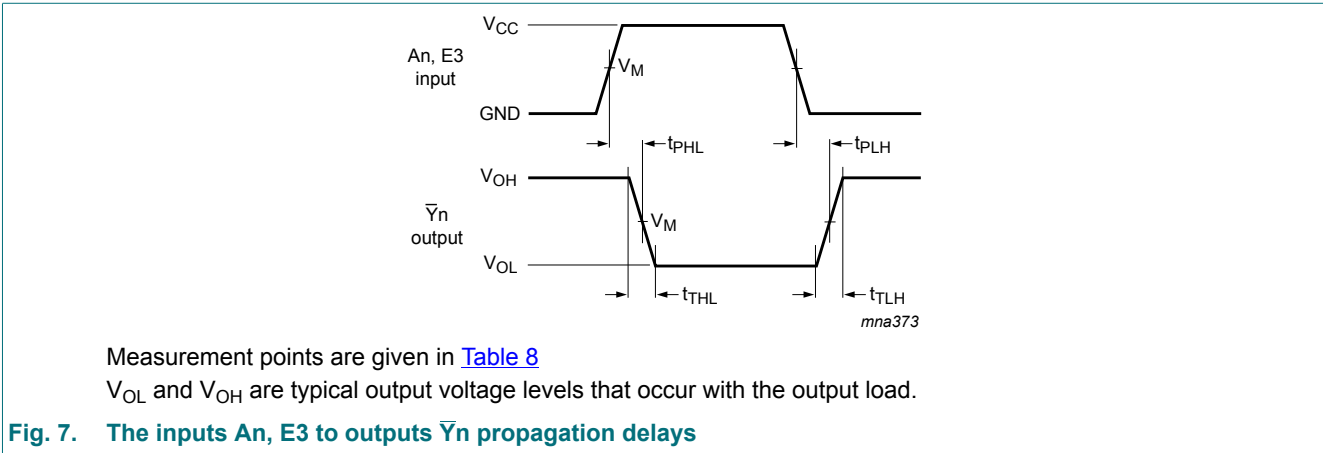 VCC
An, E3
input
VM
GND
tPHL
tPLH
VOH
Y̅n
output
VM
VOL
tTHL
tTLH
mna373
Measurement points are given in Table 8
VOL and VOH are typical output voltage levels that occur with the output load.
Fig. 7. The inputs An, E3 to outputs Y̅n propagation delays